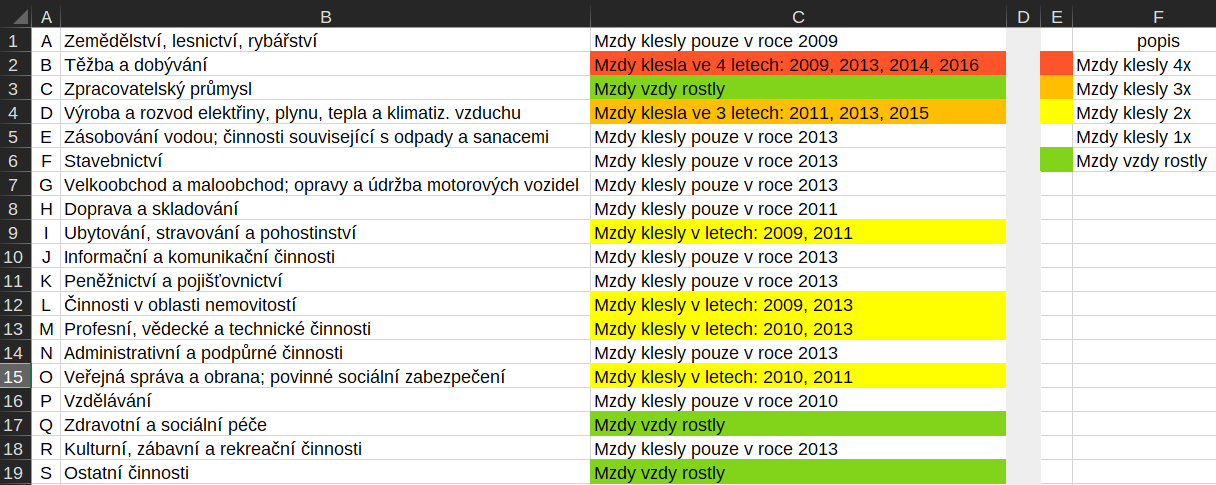 A B C D E F
1 A Zemědělství, lesnictví, rybářství Mzdy klesly pouze v roce 2009 popis
2 B Těžba a dobývání Mzdy klesla ve 4 letech: 2009, 2013, 2014, 2016 Mzdy klesly 4x
3 C Zpracovatelský průmysl Mzdy vzdy rostly Mzdy klesly 3x
4 D Výroba a rozvod elektřiny, plynu, tepla a klimatiz. vzduchu Mzdy klesla ve 3 letech: 2011, 2013, 2015 Mzdy klesly 2x
5 E Zásobování vodou; činnosti související s odpady a sanacemi Mzdy klesly pouze v roce 2013 Mzdy klesly 1x
6 F Stavebnictví Mzdy klesly pouze v roce 2013 Mzdy vzdy rostly
7 G Velkoobchod a maloobchod; opravy a údržba motorových vozidel Mzdy klesly pouze v roce 2013
8 H Doprava a skladování Mzdy klesly pouze v roce 2011
9 I Ubytování, stravování a pohostinství Mzdy klesly v letech: 2009, 2011
10 J Informační a komunikační činnosti Mzdy klesly pouze v roce 2013
11 K Peněžnictví a pojišťovnictví Mzdy klesly pouze v roce 2013
12 L Činnosti v oblasti nemovitostí Mzdy klesly v letech: 2009, 2013
13 M Profesní, vědecké a technické činnosti Mzdy klesly v letech: 2010, 2013
14 N Administrativní a podpůrné činnosti Mzdy klesly pouze v roce 2013
15 O Veřejná správa a obrana; povinné sociální zabezpečení Mzdy klesly v letech: 2010, 2011
16 P Vzdělávání Mzdy klesly pouze v roce 2010
17 Q Zdravotní a sociální péče Mzdy vzdy rostly
18 R Kulturní, zábavní a rekreační činnosti Mzdy klesly pouze v roce 2013
19 S Ostatní činnosti Mzdy vzdy rostly